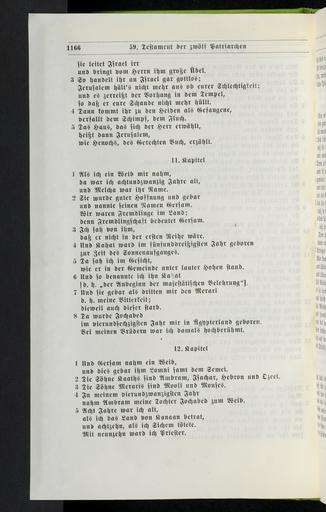 1166 59. Testament der zwölf Patriarchen
sie leitet Israel irr
und bringt vom Herrn ihm große Übel.
3 So handelt ihr an Israel gar gottlos;
Jerusalem hält's nicht mehr aus ob eurer Schlechtigkeit;
und es zerreißt der Vorhang in dem Tempel,
so daß er eure Schande nicht mehr hüllt.
4 Dann kommt ihr zu den Heiden als Gefangene,
verfallt dem Schimpf, dem Fluch.
5 Das Haus, das sich der Herr erwählt,
heißt dann Jerusalem,
wie Henochs, des Gerechten Buch, erzählt.
11. Kapitel
1 Als ich ein Weib mir nahm,
da war ich achtundzwanzig Jahre alt,
und Melcha war ihr Name.
2 Sie wurde guter Hoffnung und gebar
und nannte seinen Namen Gersam.
Wir waren Fremdlinge im Land;
denn Fremdlingschaft bedeutet Gersam.
3 Ich sah von ihm,
daß er nicht in der ersten Reihe wäre.
4 Und Kahat ward im fünfunddreißigsten Jahr geboren
zur Zeit des Sonnenaufganges.
5 Da sah ich im Gesicht,
wie er in der Gemeinde unter lauter Hohen stand.
6 Und so benannte ich ihn Kahat
[d. h. „der Anbeginn der majestätischen Belehrung"].
7 Und sie gebar als dritten mir den Merari
d. h. meine Bitterkeit;
dieweil auch dieser starb.
8 Da wurde Jochabed
im vierundsechzigsten Jahr mir in Ägypterland geboren.
Bei meinen Brüdern war ich damals hochberühmt.
12. Kapitel
1 Und Gersam nahm ein Weib,
und dies gebar ihm Lomni samt dem Semei.
2 Die Söhne Kaaths sind Ambram, Isachar, Hebron und Ozeel.
3 Die Söhne Meraris sind Mooli und Mouses.
4 In meinem vierundneunzigsten Jahr
nahm Ambram meine Tochter Jochabed zum Weib.
5 Acht Jahre war ich alt,
als ich das Land von Kanaan betrat,
und achtzehn, als ich Sichem tötete.
Mit neunzehn ward ich Priester.